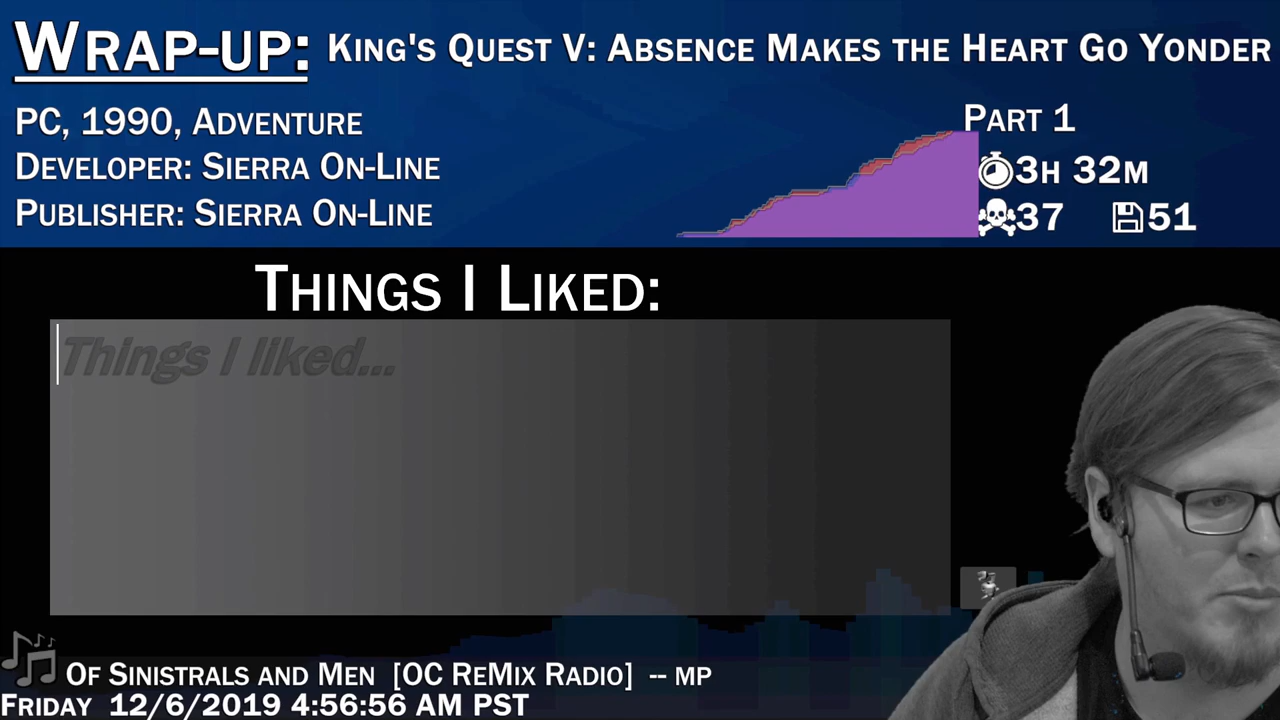 Wrap-up: King's Quest V: Absence Makes the Heart Go Yonder
PC, 1990, Adventure
Developer: Sierra On-Line
Publisher: Sierra On-Line
Part 1
3h 32m
37 51
Things I Liked:
Things I liked...
Of Sinistrals and Men [OC ReMix Radio] -- mp
Friday 12/6/2019 4:56:56 AM PST